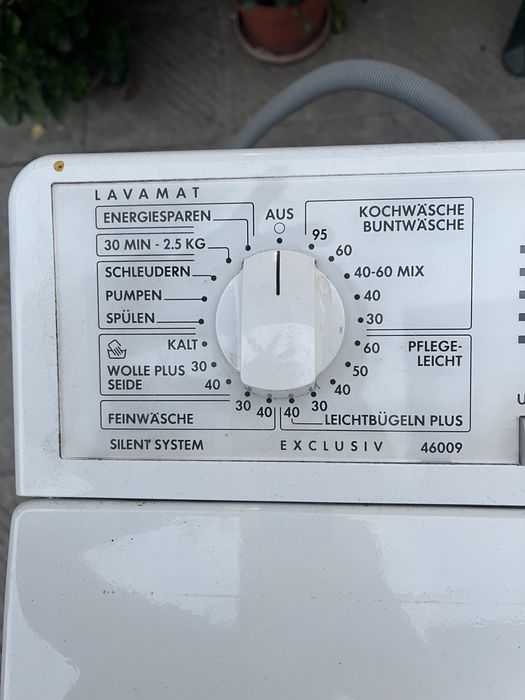 LAVAMAT
ENERGIESPAREN
30 MIN - 2.5 KG
SCHLEUDERN
PUMPEN
SPÜLEN
KALT
WOLLE PLUS 30
SEIDE 40
FEINWÄSCHE 30 40
AUS
KOCHWÄSCHE
BUNTWÄSCHE
95
60
40-60 MIX
40
30
60 PFLEGE-
LEICHT
50
40
40 30 LEICHTBÜGELN PLUS
SILENT SYSTEM EXCLUSIV 46009
U